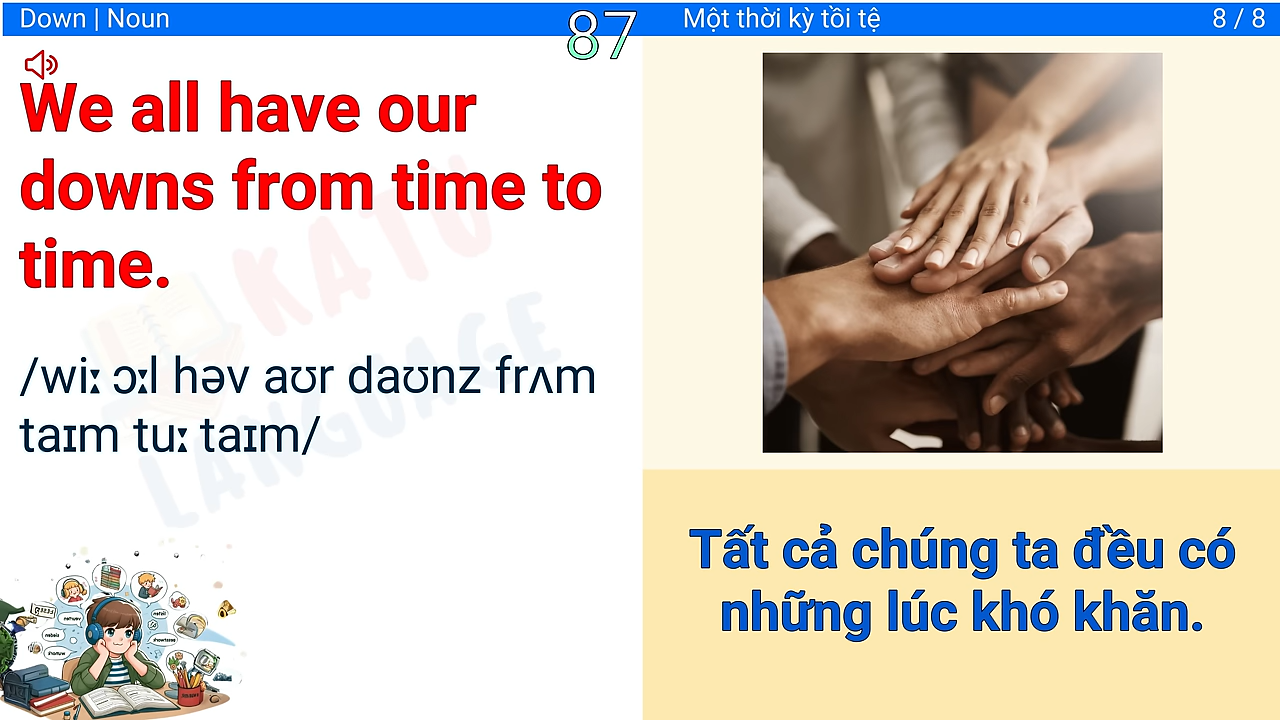 Down | Noun
87
Một thời kỳ tồi tệ
8 / 8
We all have our
downs from time to
time.
/wiː ɔːl həv aʊr daʊnz frʌm
taɪm tuː taɪm/
KATU
LANGUAGE
Tất cả chúng ta đều có
những lúc khó khăn.